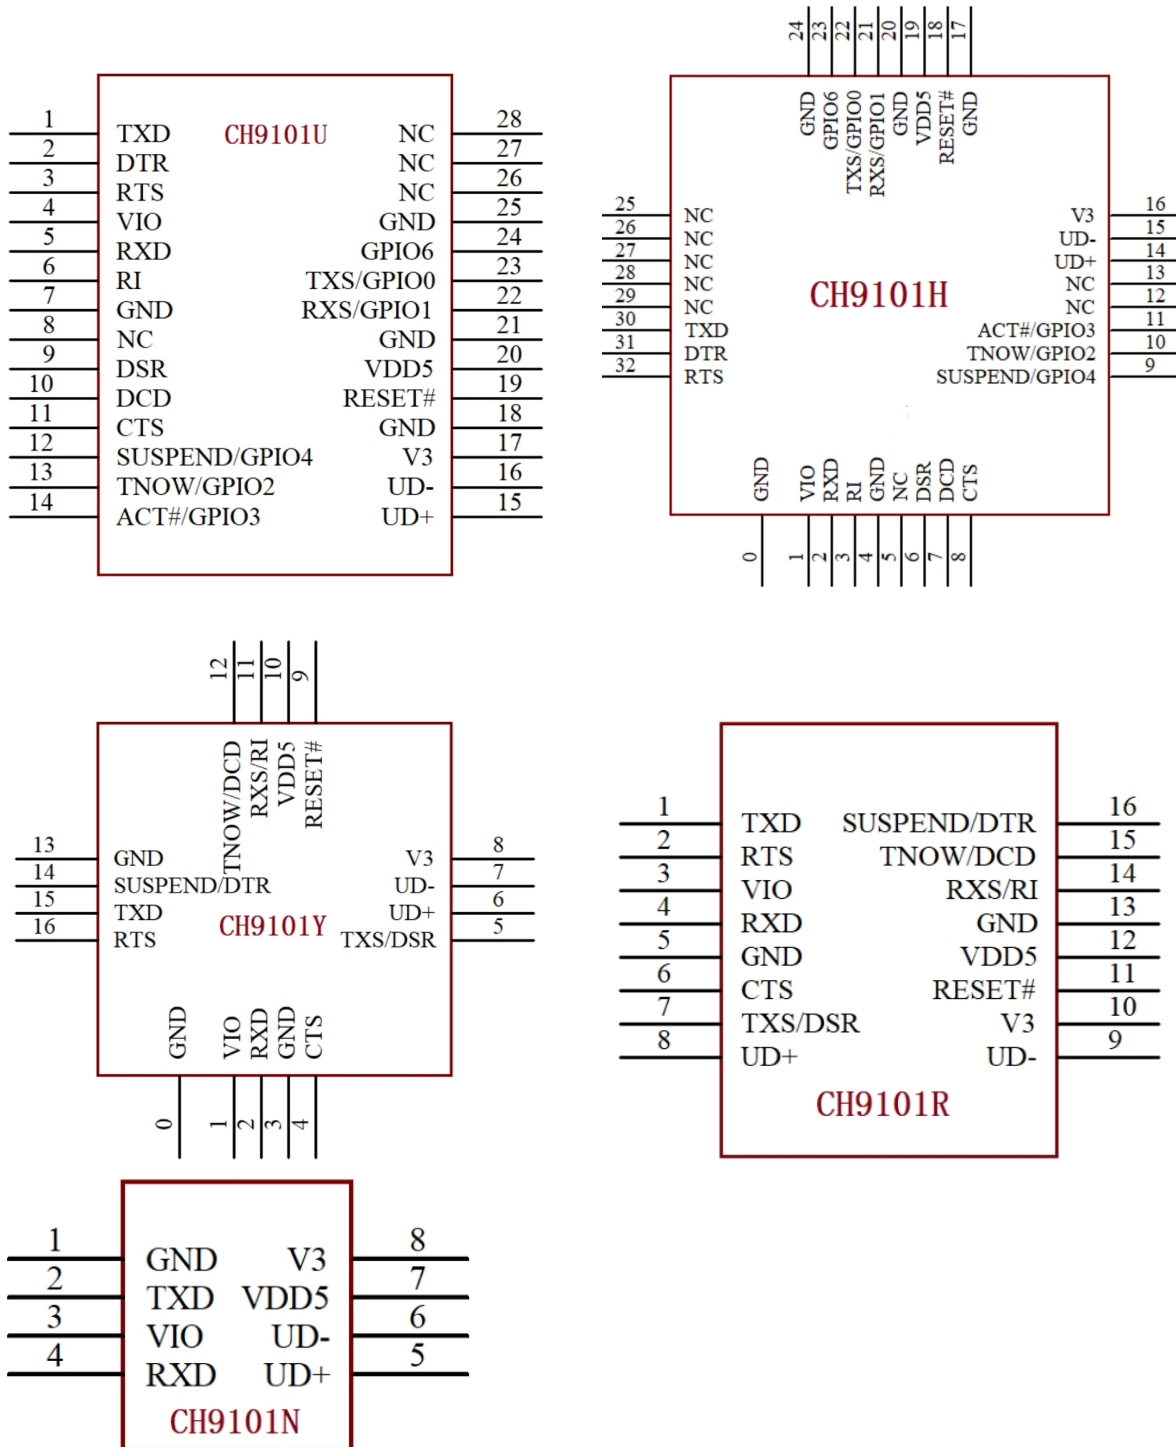 1 TXD CH9101U NC 28
2 DTR NC 27
3 RTS NC 26
4 VIO GND 25
5 RXD GPIO6 24
6 RI TXS/GPIO0 23
7 GND RXS/GPIO1 22
8 NC GND 21
9 DSR VDD5 20
10 DCD RESET# 19
11 CTS GND 18
12 SUSPEND/GPIO4 V3 17
13 TNOW/GPIO2 UD- 16
14 ACT#/GPIO3 UD+ 15
24 23 22 21 20 19 18 17
GND GPIO6 TXS/GPIO0 RXS/GPIO1 GND VDD5 RESET# GND
25 NC V3 16
26 NC UD- 15
27 NC UD+ 14
28 NC NC 13
29 NC NC 12
CH9101H
30 TXD ACT#/GPIO3 11
31 DTR TNOW/GPIO2 10
32 RTS SUSPEND/GPIO4 9
GND VIO RXD RI GND NC DSR DCD CTS
0 1 2 3 4 5 6 7 8
12 11 10 9
TNOW/DCD RXS/RI VDD5 RESET#
13 GND V3 8
14 SUSPEND/DTR UD- 7
15 TXD UD+ 6
16 RTS TXS/DSR 5
CH9101Y
GND VIO RXD GND CTS
0 1 2 3 4
1 TXD SUSPEND/DTR 16
2 RTS TNOW/DCD 15
3 VIO RXS/RI 14
4 RXD GND 13
5 GND VDD5 12
6 CTS RESET# 11
7 TXS/DSR V3 10
8 UD+ UD- 9
CH9101R
1 GND V3 8
2 TXD VDD5 7
3 VIO UD- 6
4 RXD UD+ 5
CH9101N